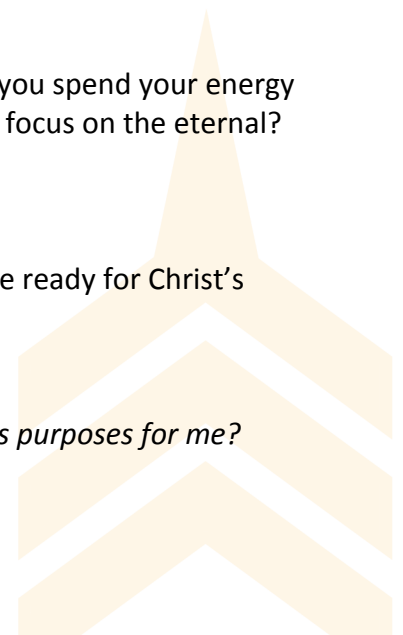 you spend your energy
focus on the eternal?
e ready for Christ’s
s purposes for me?